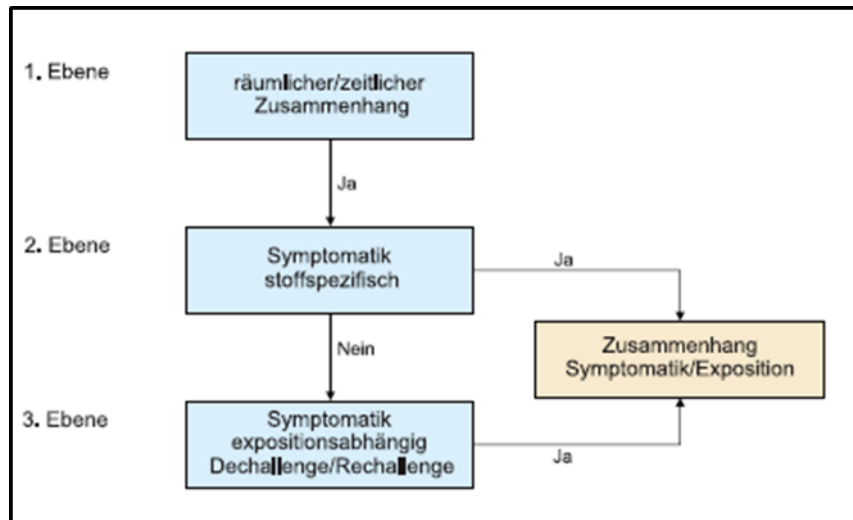 1. Ebene
räumlicher/zeitlicher
Zusammenhang
Ja
2. Ebene
Symptomatik
stoffspezifisch
Ja
Nein
Zusammenhang
Symptomatik/Exposition
3. Ebene
Symptomatik
expositionsabhängig
Dechallenge/Rechallenge
Ja